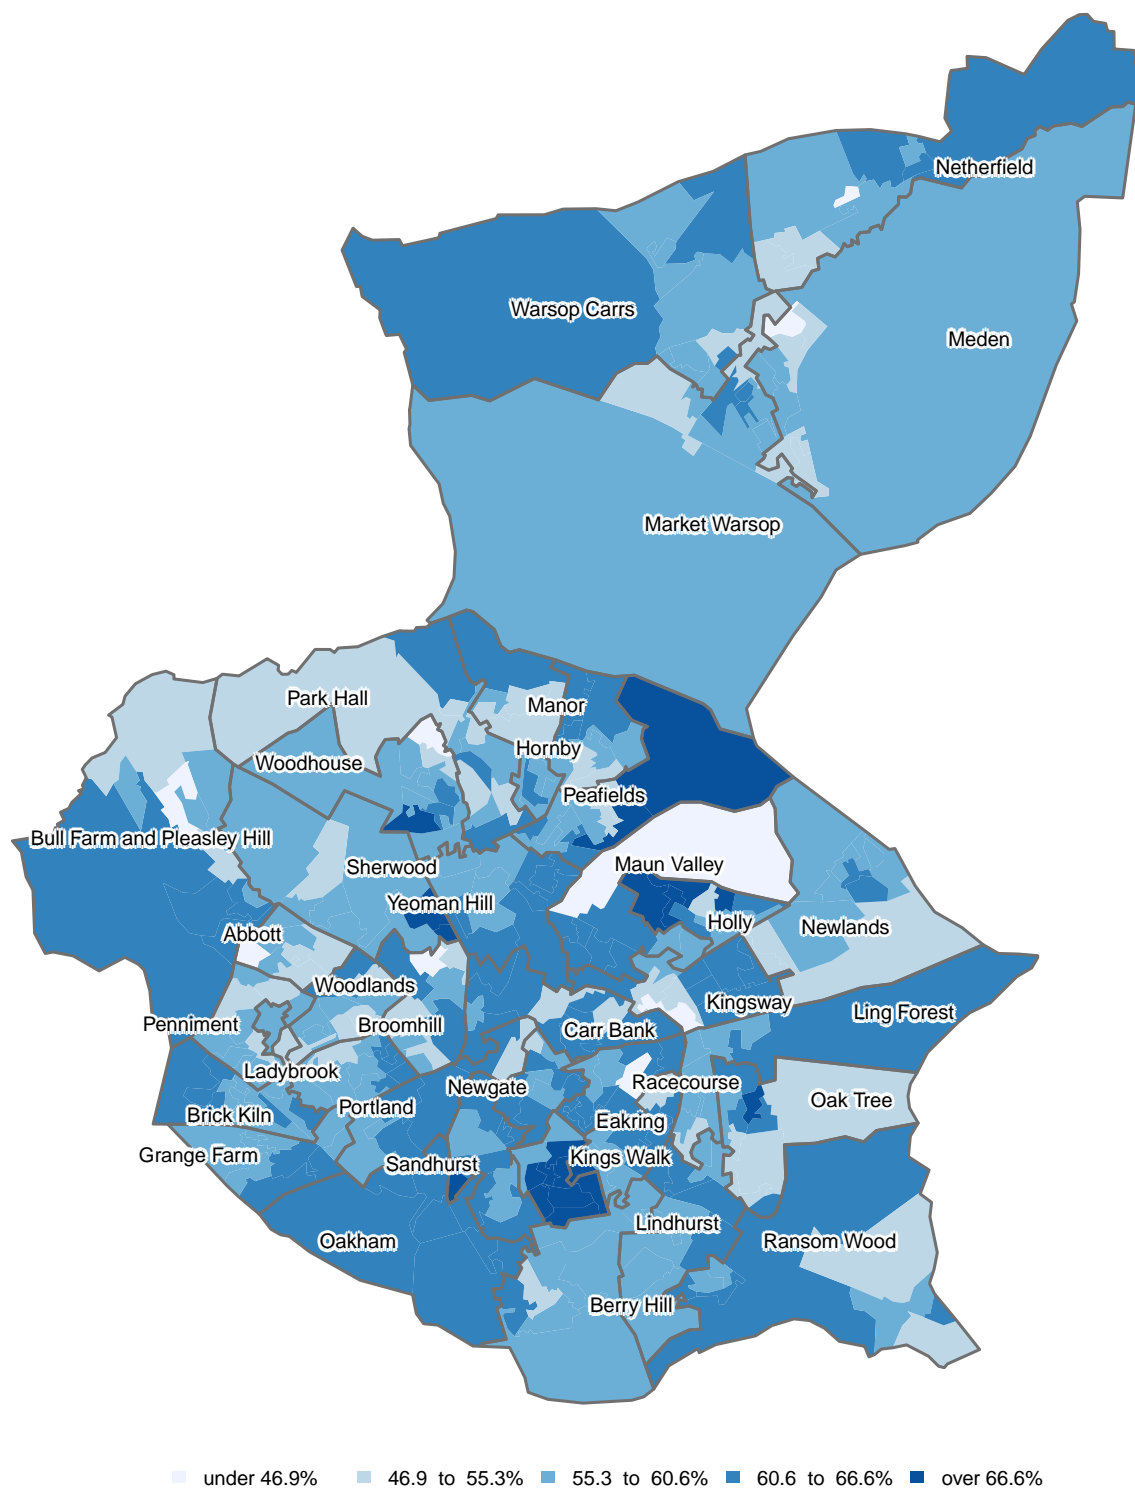 Netherfield
Warsop Carrs
Meden
Market Warsop
Park Hall
Manor
Hornby
Woodhouse
Peafields
Bull Farm and Pleasley Hill
Sherwood
Maun Valley
Yeoman Hill
Holly
Newlands
Abbott
Woodlands
Kingsway
Ling Forest
Penniment
Broomhill
Carr Bank
Ladybrook
Newgate
Racecourse
Oak Tree
Brick Kiln
Portland
Eakring
Grange Farm
Sandhurst
Kings Walk
Lindhurst
Oakham
Ransom Wood
Berry Hill
under 46.9% 46.9 to 55.3% 55.3 to 60.6% 60.6 to 66.6% over 66.6%